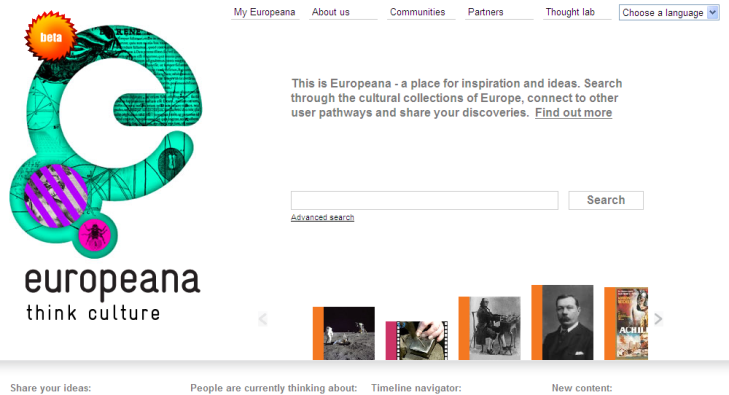 My Europeana
About us
Communities
Partners
Thought lab
Choose a language
beta
This is Europeana - a place for inspiration and ideas. Search
through the cultural collections of Europe, connect to other
user pathways and share your discoveries. Find out more
Search
Advanced search
europeana
think culture
ACHIL
Share your ideas:
People are currently thinking about:
Timeline navigator:
New content: